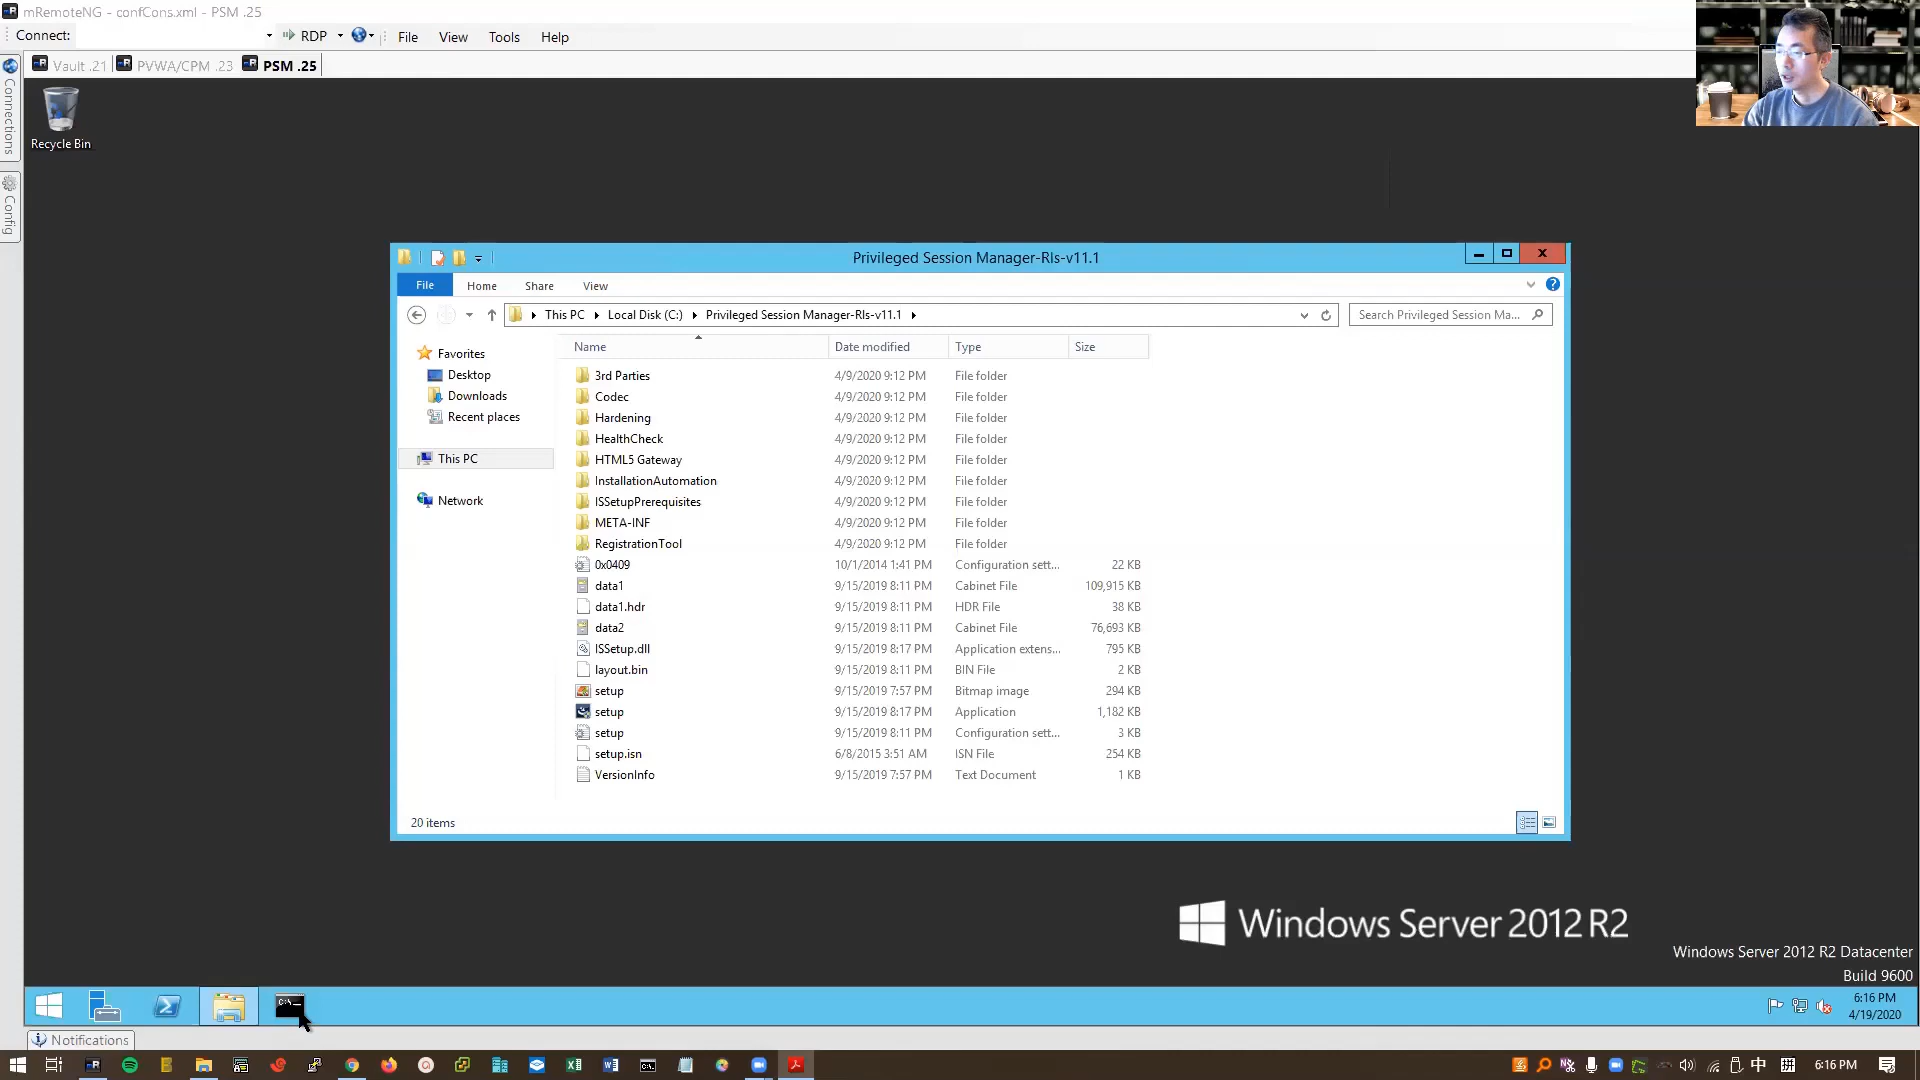 mRemoteNG - confCons.xml - PSM .25
Connect: RDP File View Tools Help
Vault .21 PVWA/CPM .23 PSM .25
Connections
Config
Recycle Bin
Privileged Session Manager-Rls-v11.1
File Home Share View
This PC Local Disk (C:) Privileged Session Manager-Rls-v11.1 Search Privileged Session Ma...
Favorites
Desktop
Downloads
Recent places
This PC
Network
Name Date modified Type Size
3rd Parties 4/9/2020 9:12 PM File folder
Codec 4/9/2020 9:12 PM File folder
Hardening 4/9/2020 9:12 PM File folder
HealthCheck 4/9/2020 9:12 PM File folder
HTML5 Gateway 4/9/2020 9:12 PM File folder
InstallationAutomation 4/9/2020 9:12 PM File folder
ISSetupPrerequisites 4/9/2020 9:12 PM File folder
META-INF 4/9/2020 9:12 PM File folder
RegistrationTool 4/9/2020 9:12 PM File folder
0x0409 10/1/2014 1:41 PM Configuration sett... 22 KB
data1 9/15/2019 8:11 PM Cabinet File 109,915 KB
data1.hdr 9/15/2019 8:11 PM HDR File 38 KB
data2 9/15/2019 8:11 PM Cabinet File 76,693 KB
ISSetup.dll 9/15/2019 8:17 PM Application extens... 795 KB
layout.bin 9/15/2019 8:11 PM BIN File 2 KB
setup 9/15/2019 7:57 PM Bitmap image 294 KB
setup 9/15/2019 8:17 PM Application 1,182 KB
setup 9/15/2019 8:11 PM Configuration sett... 3 KB
setup.isn 6/8/2015 3:51 AM ISN File 254 KB
VersionInfo 9/15/2019 7:57 PM Text Document 1 KB
20 items
Windows Server 2012 R2
Windows Server 2012 R2 Datacenter
Build 9600
6:16 PM
4/19/2020
Notifications
中
6:16 PM